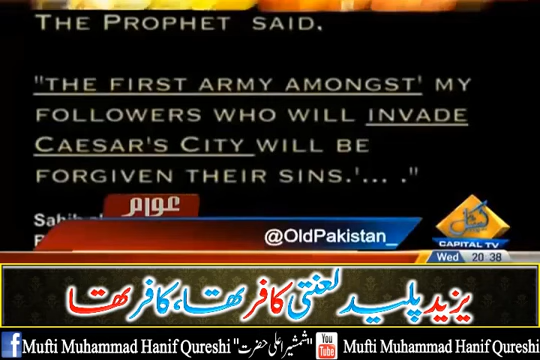 THE PROPHET SAID,
"THE FIRST ARMY AMONGST' MY
FOLLOWERS WHO WILL INVADE
CAESAR'S CITY WILL BE
FORGIVEN THEIR SINS.'... ."
عوام
@OldPakistan_
CAPITAL TV
Wed 20 38
یزید پلید لعنتی کافر تھا، کافر تھا
f Mufti Muhammad Hanif Qureshi "شمشیر اعلیٰ حضرت" You Tube Mufti Muhammad Hanif Qureshi